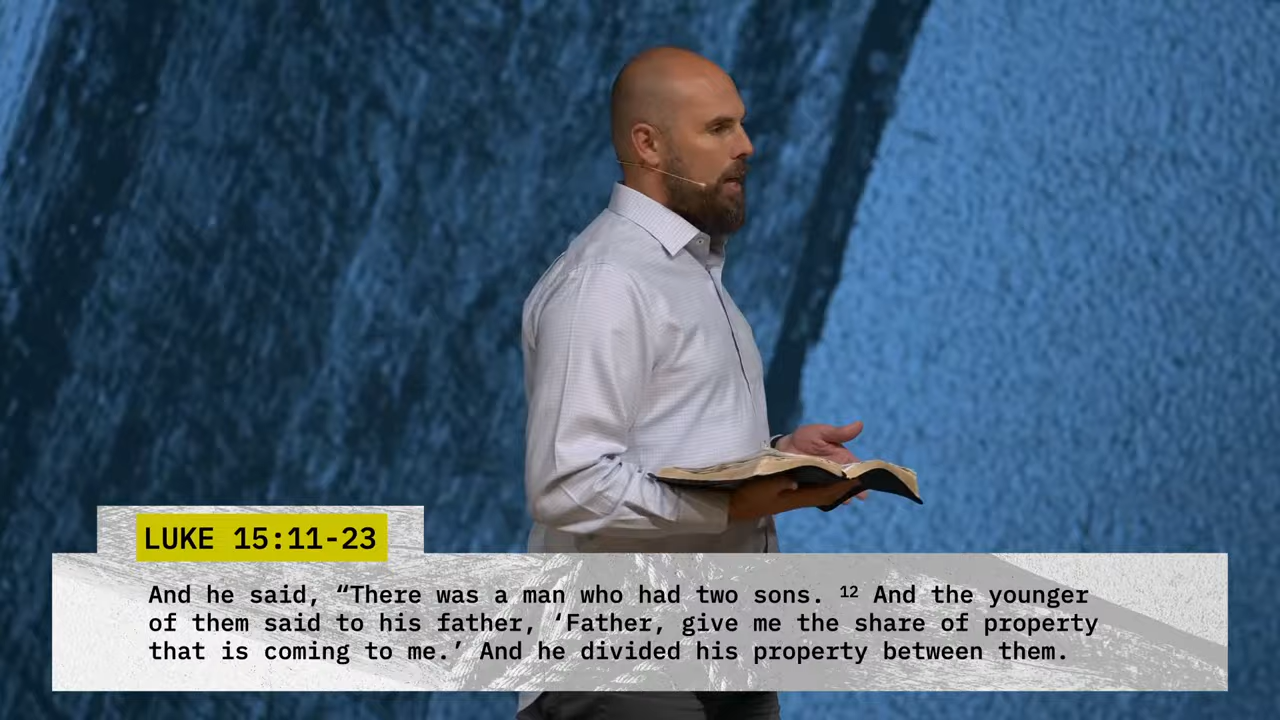 LUKE 15:11-23
And he said, “There was a man who had two sons. ¹² And the younger
of them said to his father, ‘Father, give me the share of property
that is coming to me.’ And he divided his property between them.